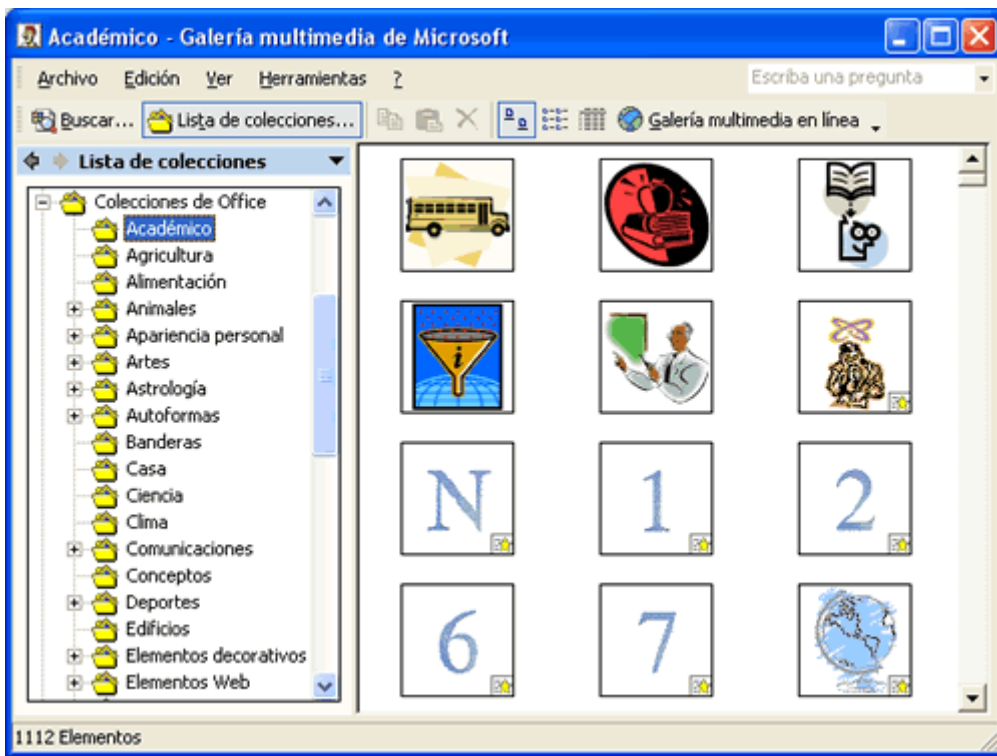 Académico - Galería multimedia de Microsoft
Archivo Edición Ver Herramientas ? Escriba una pregunta
Buscar... Lista de colecciones... Galería multimedia en línea
Lista de colecciones
Colecciones de Office
Académico
Agricultura
Alimentación
Animales
Apariencia personal
Artes
Astrología
Autoformas
Banderas
Casa
Ciencia
Clima
Comunicaciones
Conceptos
Deportes
Edificios
Elementos decorativos
Elementos Web
i
N 1 2
6 7
1112 Elementos